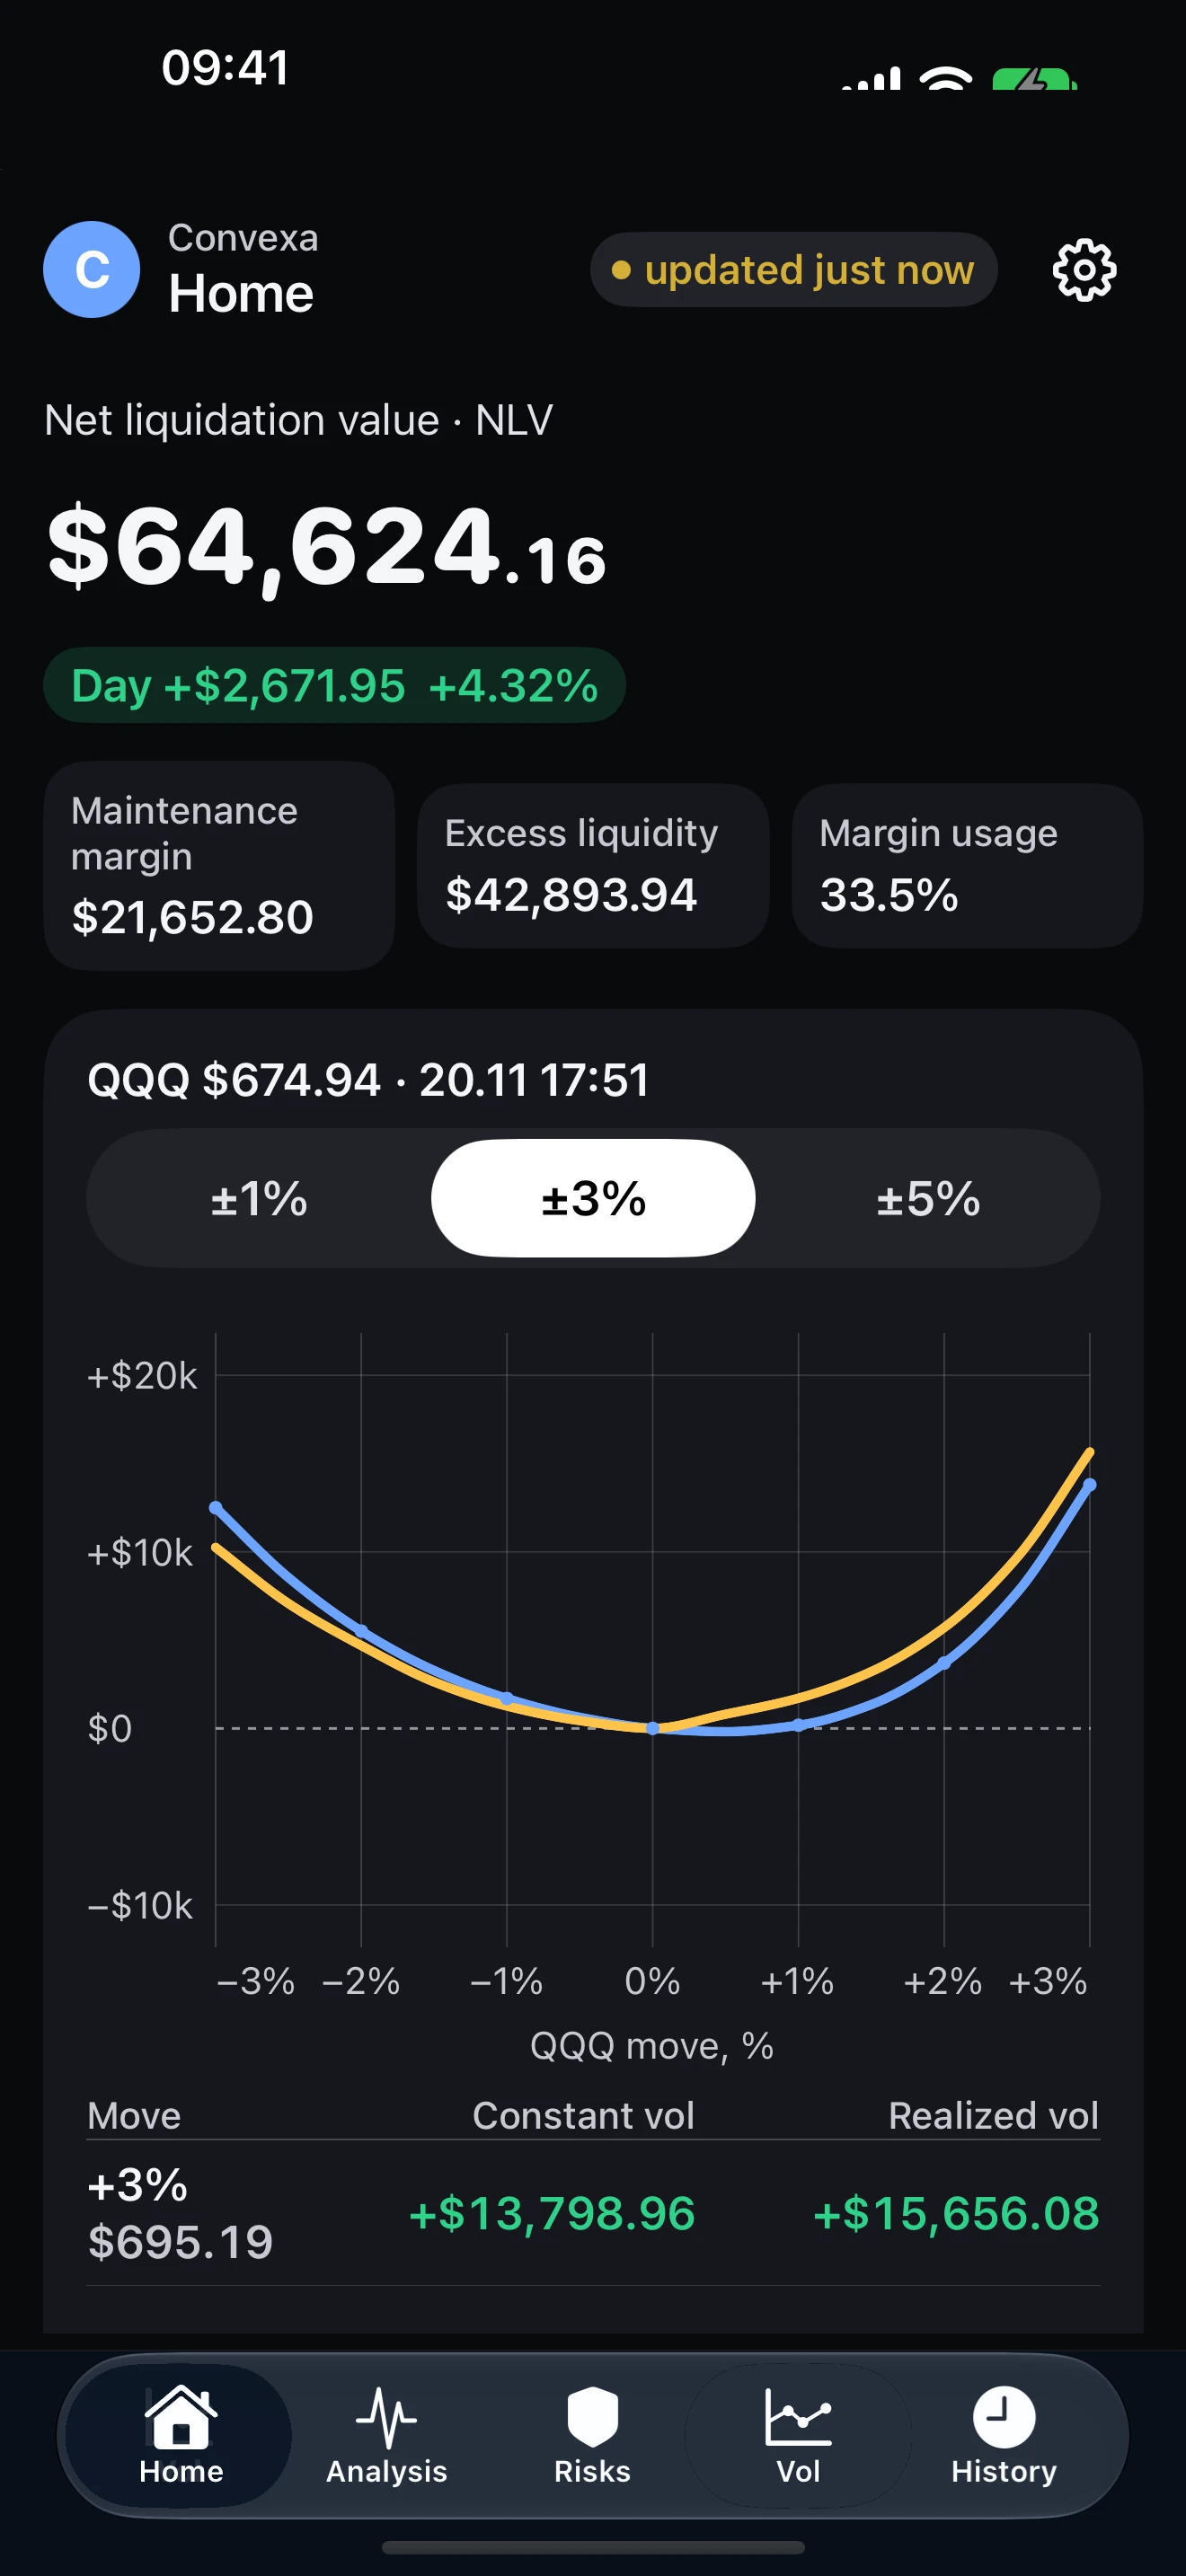 09:41
C
Convexa
Home
updated just now
Net liquidation value · NLV
$64,624.16
Day +$2,671.95 +4.32%
Maintenance
margin
$21,652.80
Excess liquidity
$42,893.94
Margin usage
33.5%
QQQ $674.94 · 20.11 17:51
±1% ±3% ±5%
+$20k
+$10k
$0
−$10k
−3% −2% −1% 0% +1% +2% +3%
QQQ move, %
Move Constant vol Realized vol
+3%
$695.19
+$13,798.96 +$15,656.08
Home Analysis Risks Vol History